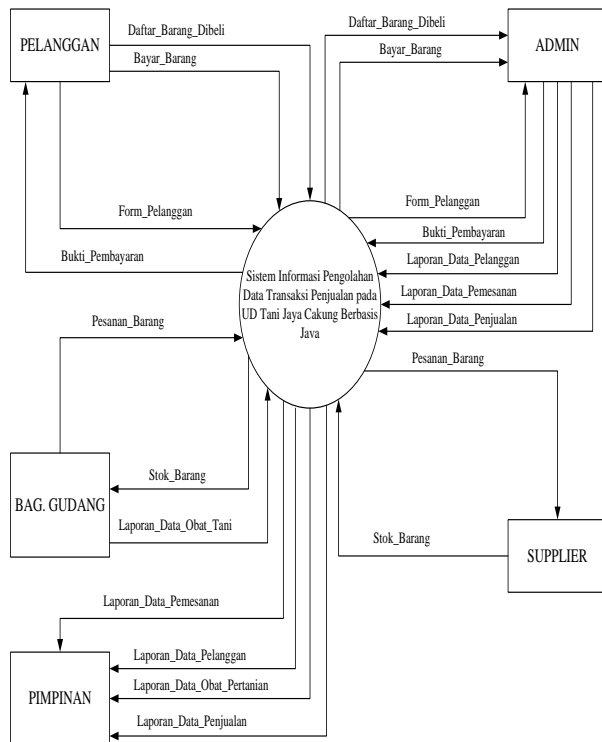 PELANGGAN
Daftar_Barang_Dibeli
Bayar_Barang
Form_Pelanggan
Bukti_Pembayaran
Daftar_Barang_Dibeli
Bayar_Barang
ADMIN
Form_Pelanggan
Bukti_Pembayaran
Laporan_Data_Pelanggan
Laporan_Data_Pemesanan
Laporan_Data_Penjualan
Sistem Informasi Pengolahan
Data Transaksi Penjualan pada
UD Tani Jaya Cakung Berbasis
Java
Pesanan_Barang
Stok_Barang
BAG. GUDANG
Laporan_Data_Obat_Tani
Pesanan_Barang
Stok_Barang
SUPPLIER
Laporan_Data_Pemesanan
Laporan_Data_Pelanggan
Laporan_Data_Obat_Pertanian
Laporan_Data_Penjualan
PIMPINAN